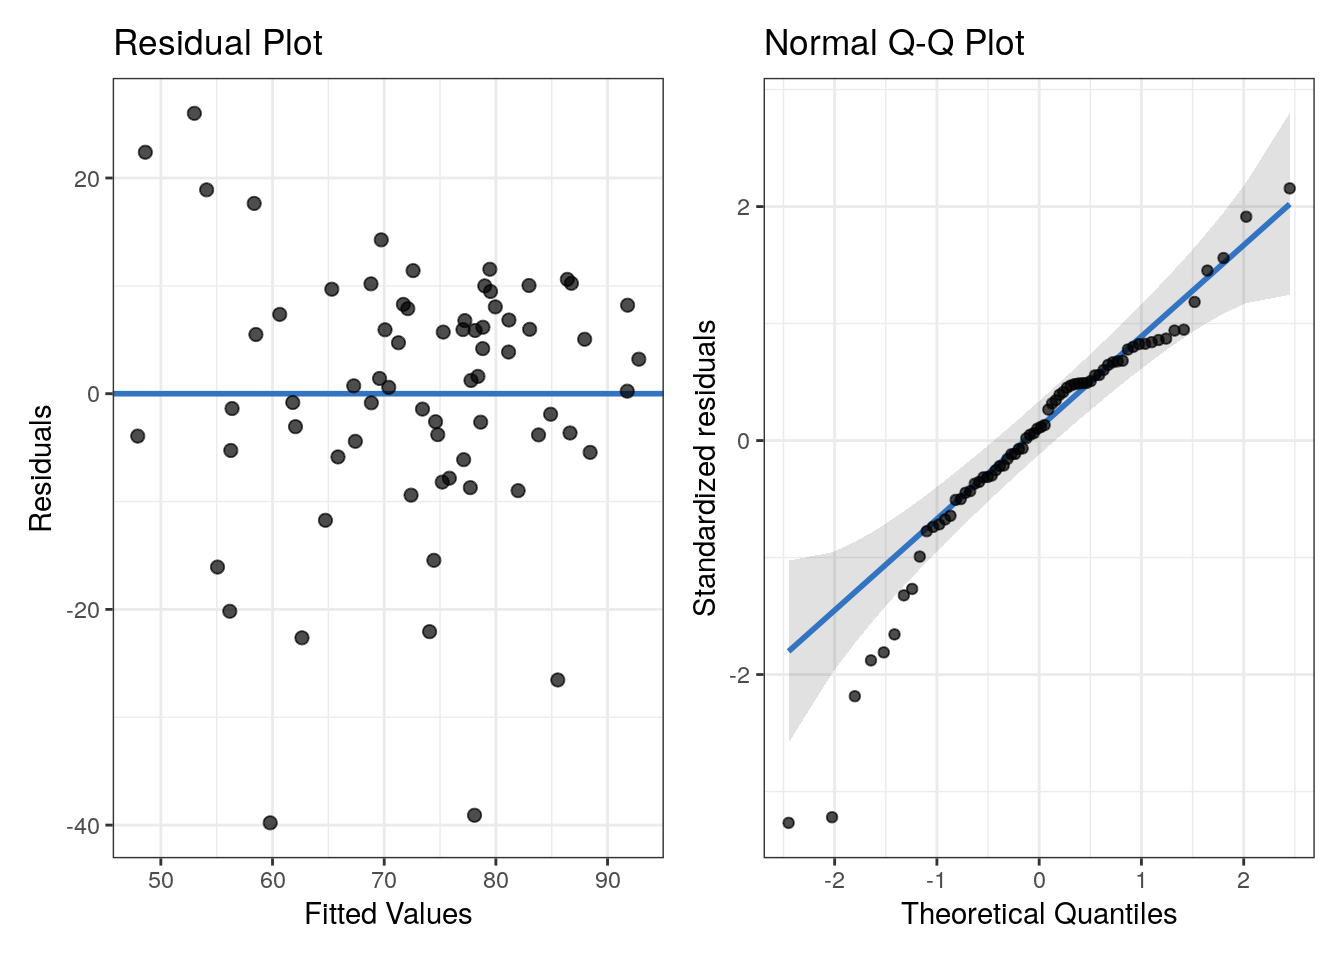 Residual Plot
Residuals
20
0
-20
-40
50 60 70 80 90
Fitted Values
Normal Q-Q Plot
Standardized residuals
2
0
-2
-2 -1 0 1 2
Theoretical Quantiles